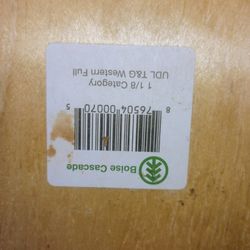 Boise Cascade
8 76504 00070 5
1 1/8 Category
UDL T&G Western Full